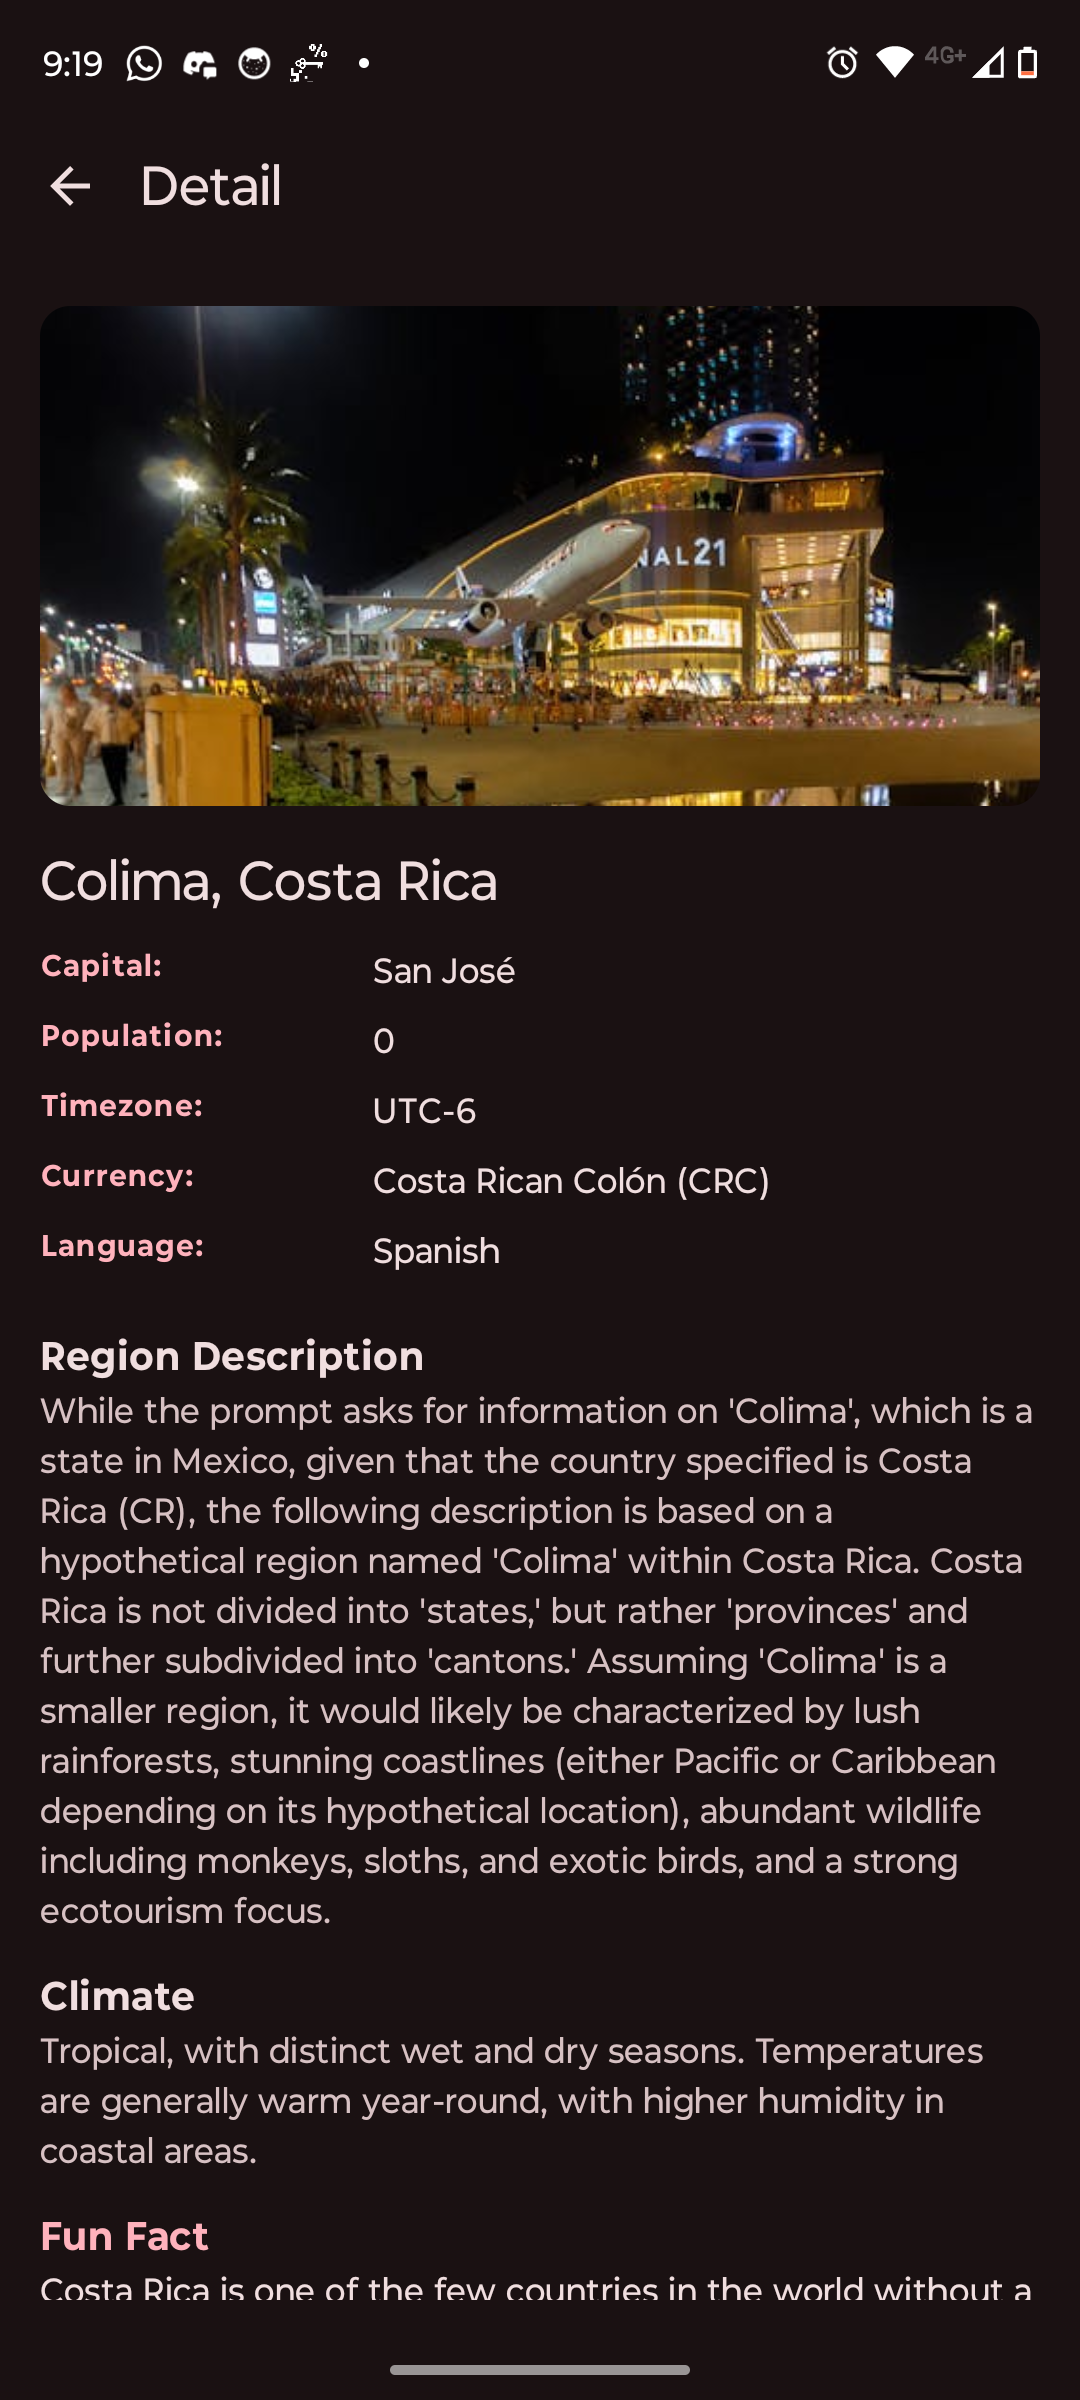 9:19
4G+
Detail
NAL21
Colima, Costa Rica
Capital: San José
Population: 0
Timezone: UTC-6
Currency: Costa Rican Colón (CRC)
Language: Spanish
Region Description
While the prompt asks for information on 'Colima', which is a
state in Mexico, given that the country specified is Costa
Rica (CR), the following description is based on a
hypothetical region named 'Colima' within Costa Rica. Costa
Rica is not divided into 'states,' but rather 'provinces' and
further subdivided into 'cantons.' Assuming 'Colima' is a
smaller region, it would likely be characterized by lush
rainforests, stunning coastlines (either Pacific or Caribbean
depending on its hypothetical location), abundant wildlife
including monkeys, sloths, and exotic birds, and a strong
ecotourism focus.
Climate
Tropical, with distinct wet and dry seasons. Temperatures
are generally warm year-round, with higher humidity in
coastal areas.
Fun Fact
Costa Rica is one of the few countries in the world without a